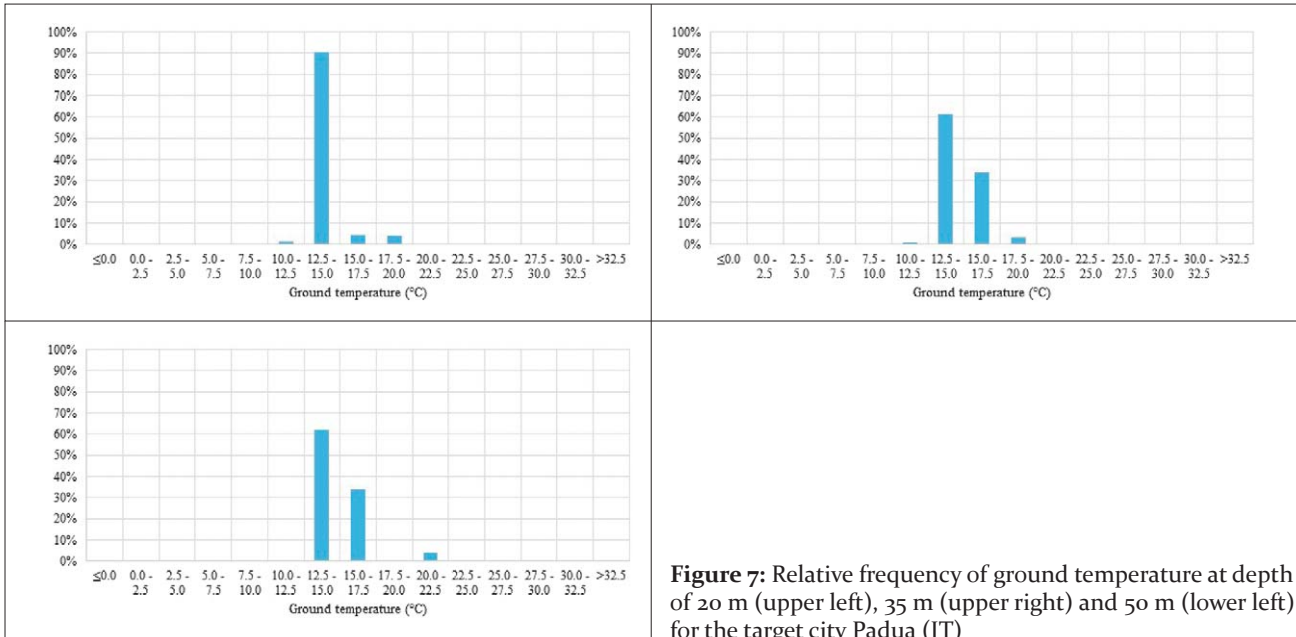 100%
90%
80%
70%
60%
50%
40%
30%
20%
10%
0%
≤0.0 0.0 - 2.5 - 5.0 - 7.5 - 10.0 - 12.5 - 15.0 - 17.5 - 20.0 - 22.5 - 25.0 - 27.5 - 30.0 - >32.5
2.5 5.0 7.5 10.0 12.5 15.0 17.5 20.0 22.5 25.0 27.5 30.0 32.5
Ground temperature (°C)
100%
90%
80%
70%
60%
50%
40%
30%
20%
10%
0%
≤0.0 0.0 - 2.5 - 5.0 - 7.5 - 10.0 - 12.5 - 15.0 - 17.5 - 20.0 - 22.5 - 25.0 - 27.5 - 30.0 - >32.5
2.5 5.0 7.5 10.0 12.5 15.0 17.5 20.0 22.5 25.0 27.5 30.0 32.5
Ground temperature (°C)
100%
90%
80%
70%
60%
50%
40%
30%
20%
10%
0%
≤0.0 0.0 - 2.5 - 5.0 - 7.5 - 10.0 - 12.5 - 15.0 - 17.5 - 20.0 - 22.5 - 25.0 - 27.5 - 30.0 - >32.5
2.5 5.0 7.5 10.0 12.5 15.0 17.5 20.0 22.5 25.0 27.5 30.0 32.5
Ground temperature (°C)
Figure 7: Relative frequency of ground temperature at depth
of 20 m (upper left), 35 m (upper right) and 50 m (lower left)
for the target city Padua (IT)